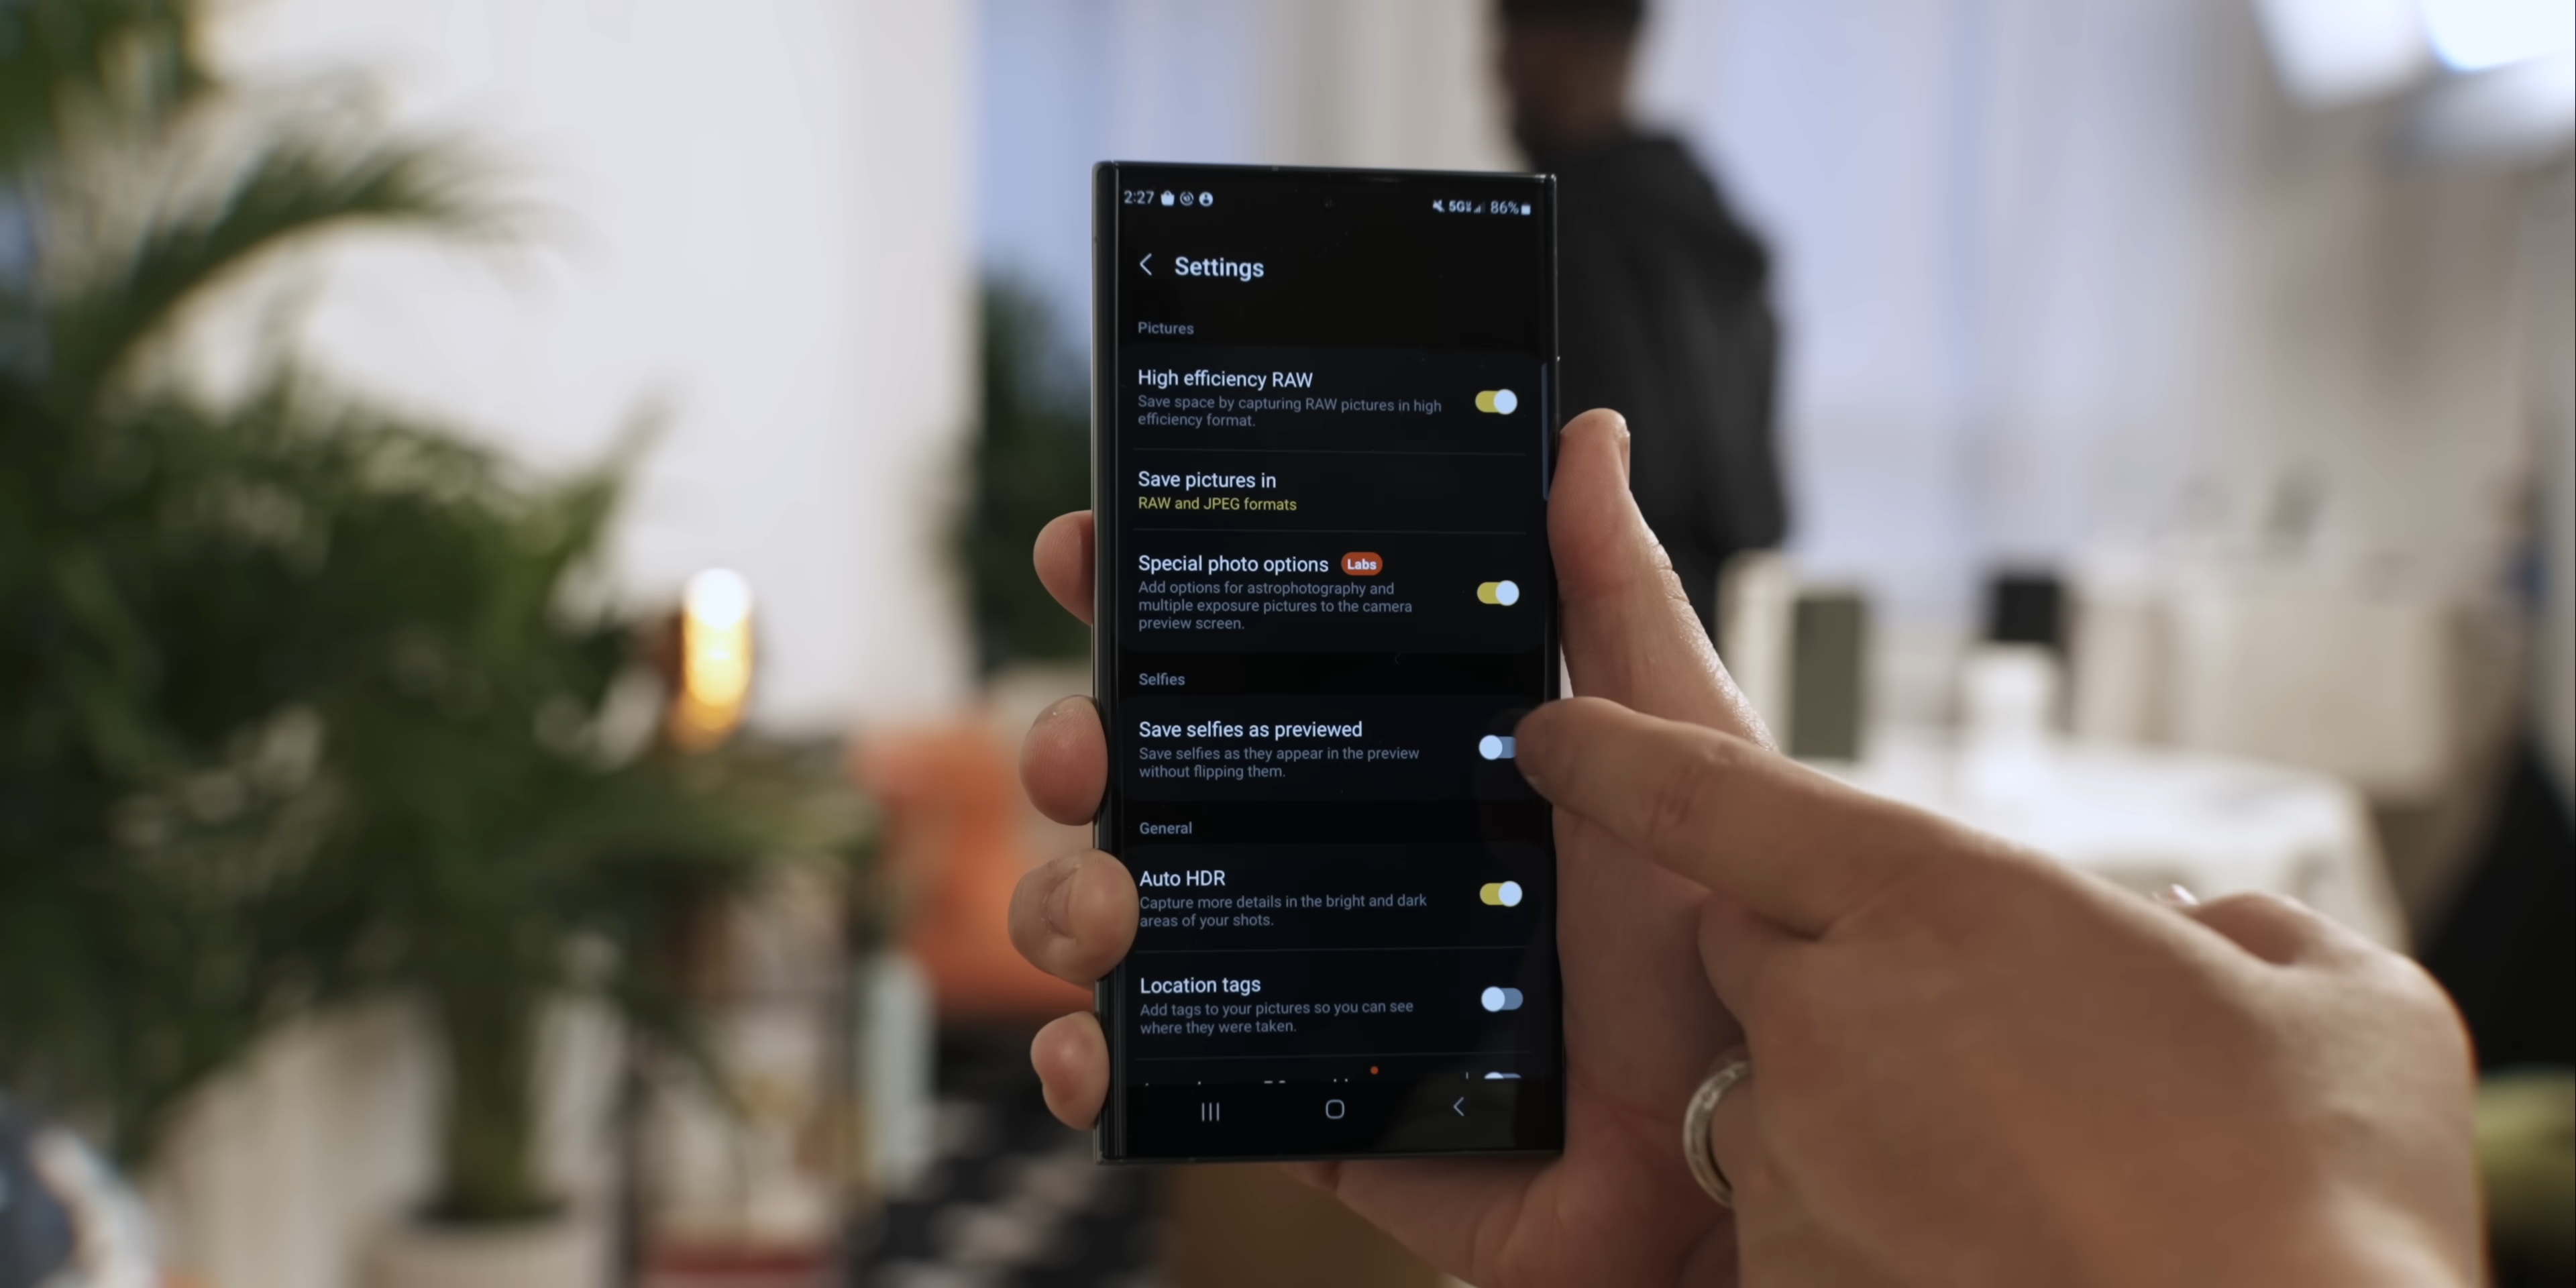 2:27 5G 86%
Settings
Pictures
High efficiency RAW
Save space by capturing RAW pictures in high
efficiency format.
Save pictures in
RAW and JPEG formats
Special photo options Labs
Add options for astrophotography and
multiple exposure pictures to the camera
preview screen.
Selfies
Save selfies as previewed
Save selfies as they appear in the preview
without flipping them.
General
Auto HDR
Capture more details in the bright and dark
areas of your shots.
Location tags
Add tags to your pictures so you can see
where they were taken.